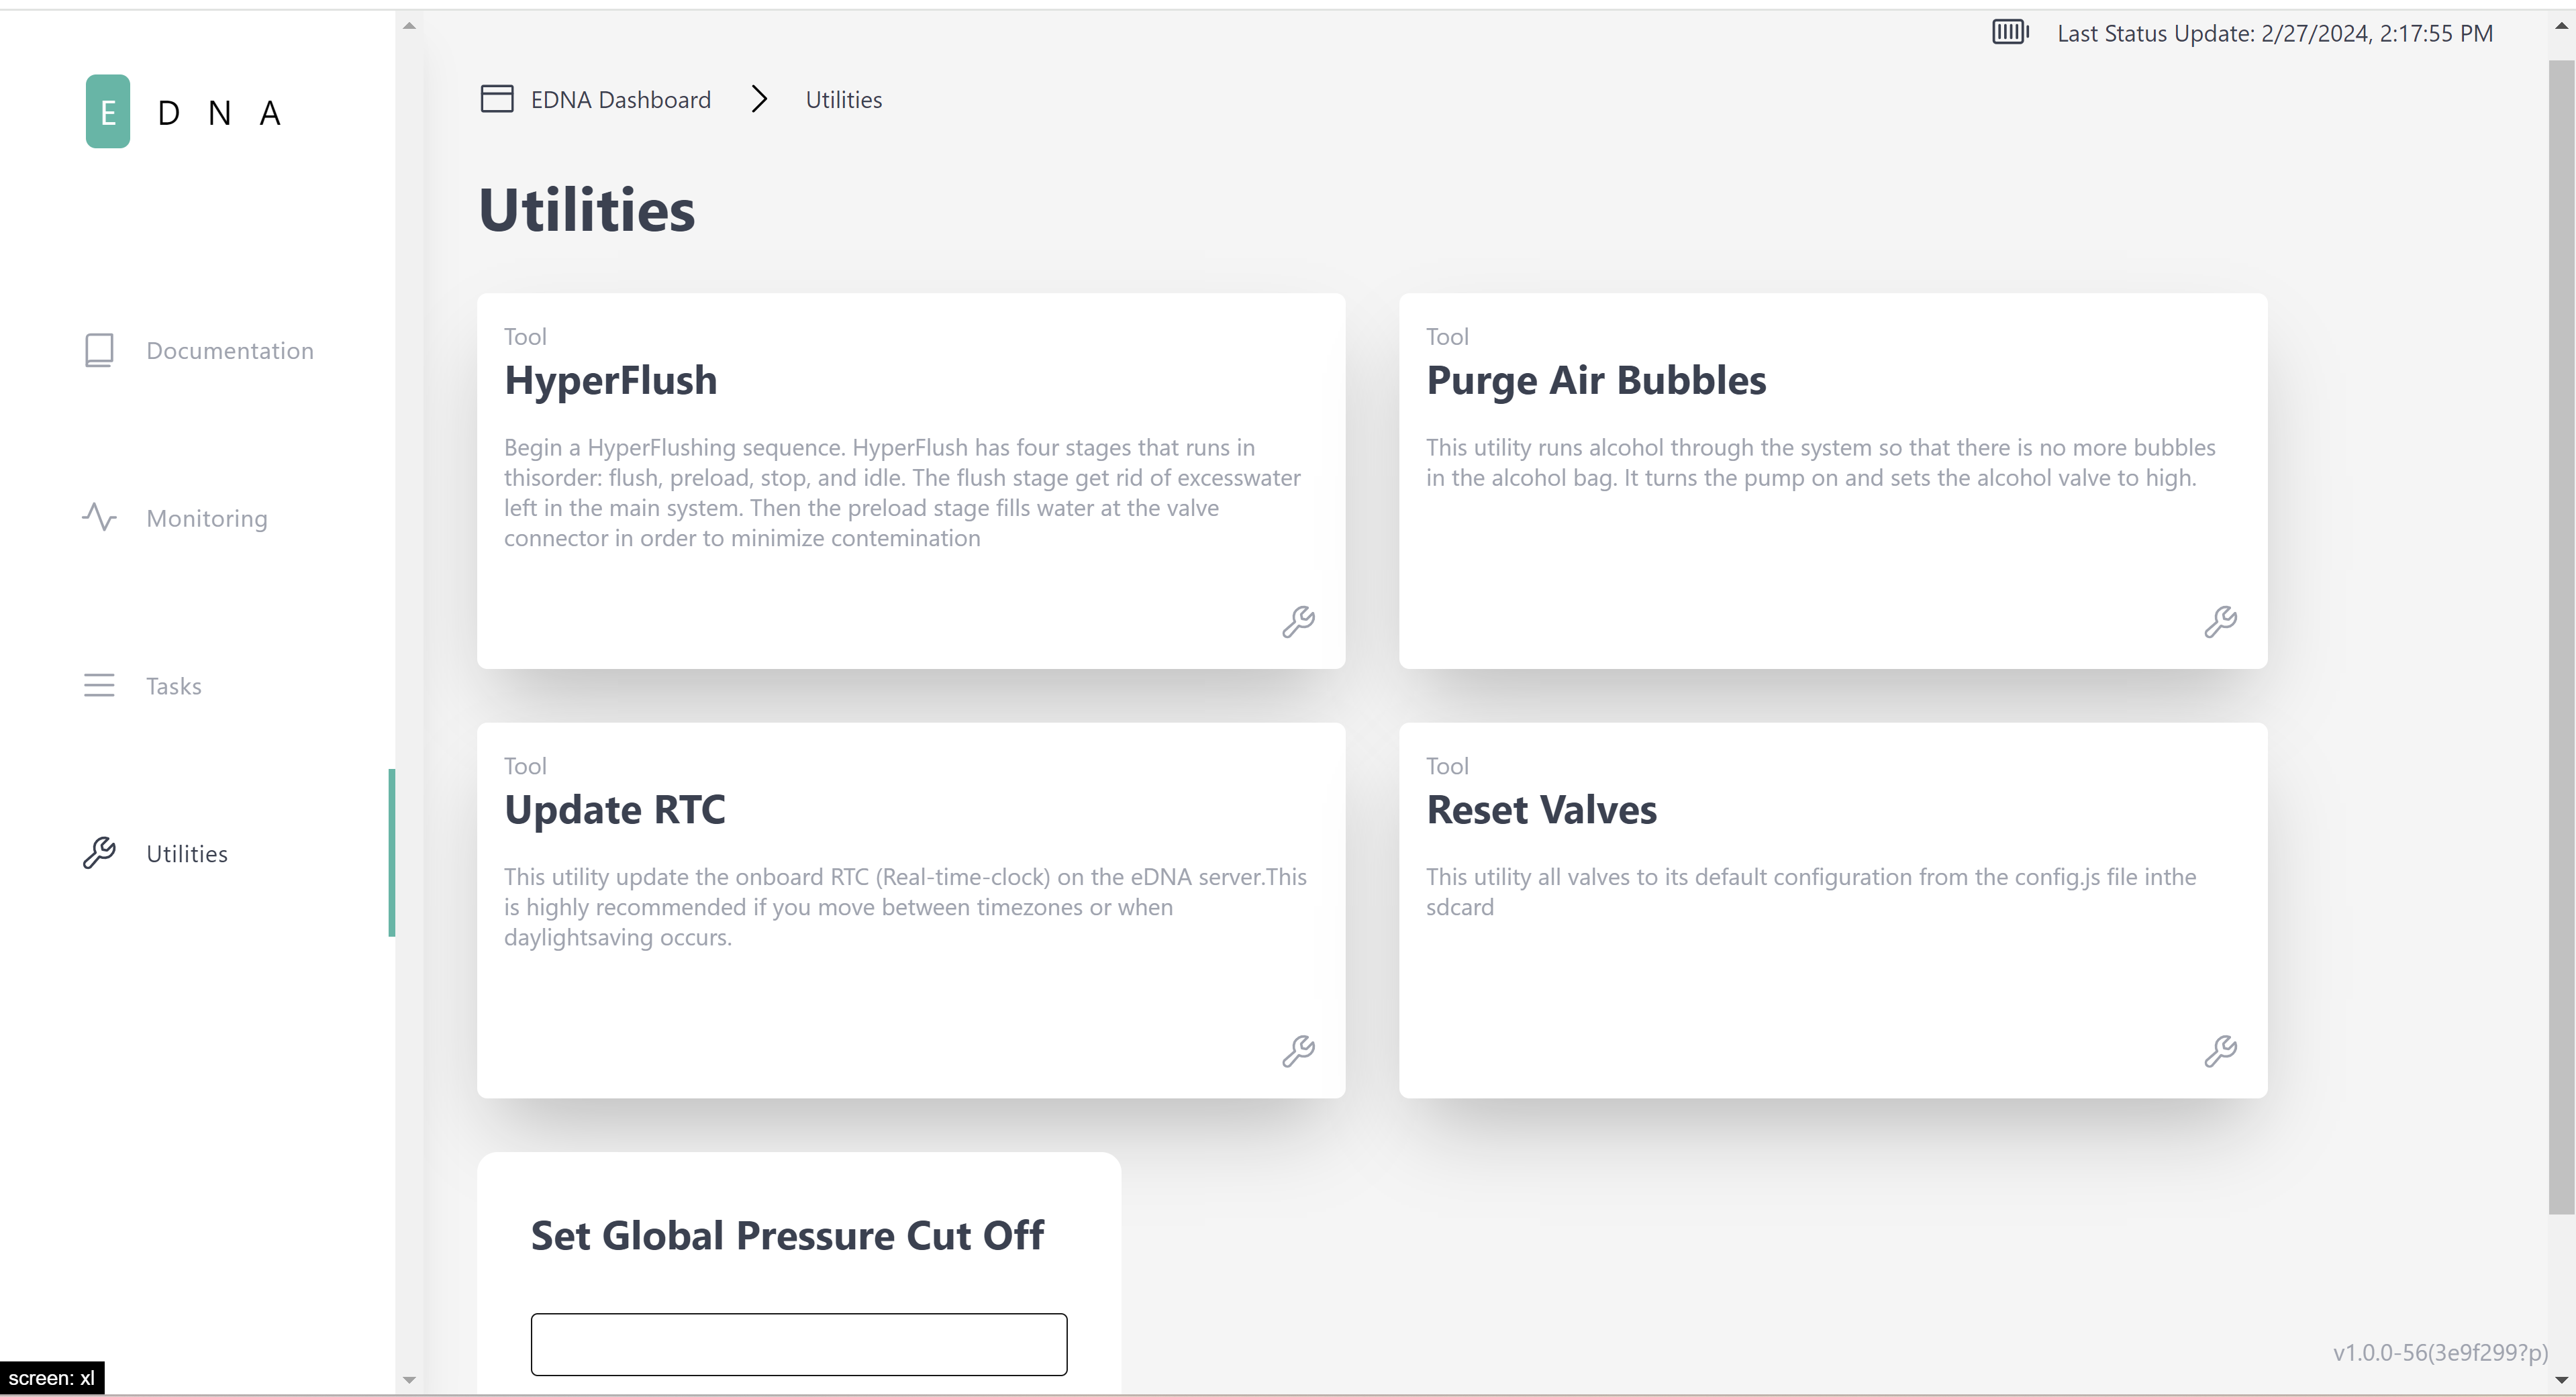 Last Status Update: 2/27/2024, 2:17:55 PM
E D N A
EDNA Dashboard
Utilities
Utilities
Documentation
Monitoring
Tasks
Utilities
Tool
HyperFlush
Begin a HyperFlushing sequence. HyperFlush has four stages that runs in
thisorder: flush, preload, stop, and idle. The flush stage get rid of excesswater
left in the main system. Then the preload stage fills water at the valve
connector in order to minimize contemination
Tool
Purge Air Bubbles
This utility runs alcohol through the system so that there is no more bubbles
in the alcohol bag. It turns the pump on and sets the alcohol valve to high.
Tool
Update RTC
This utility update the onboard RTC (Real-time-clock) on the eDNA server.This
is highly recommended if you move between timezones or when
daylightsaving occurs.
Tool
Reset Valves
This utility all valves to its default configuration from the config.js file inthe
sdcard
Set Global Pressure Cut Off
v1.0.0-56(3e9f299?p)
screen: xl